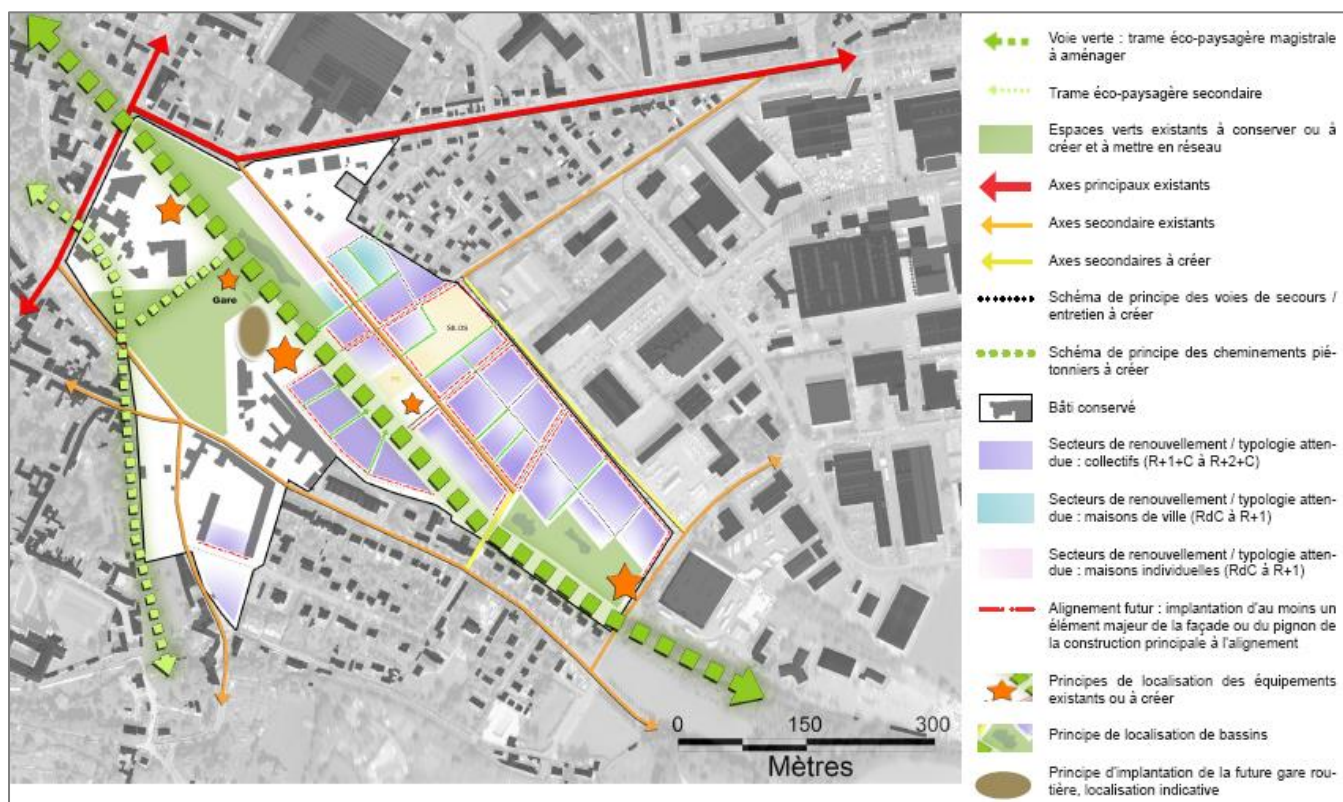 Gare
SILOS
0 150 300
Mètres
Voie verte : trame éco-paysagère magistrale
à aménager
Trame éco-paysagère secondaire
Espaces verts existants à conserver ou à
créer et à mettre en réseau
Axes principaux existants
Axes secondaire existants
Axes secondaires à créer
Schéma de principe des voies de secours /
entretien à créer
Schéma de principe des cheminements pié-
tonniers à créer
Bâti conservé
Secteurs de renouvellement / typologie atten-
due : collectifs (R+1+C à R+2+C)
Secteurs de renouvellement / typologie atten-
due : maisons de ville (RdC à R+1)
Secteurs de renouvellement / typologie atten-
due : maisons individuelles (RdC à R+1)
Alignement futur : implantation d'au moins un
élément majeur de la façade ou du pignon de
la construction principale à l'alignement
Principes de localisation des équipements
existants ou à créer
Principe de localisation de bassins
Principe d'implantation de la future gare rou-
tière, localisation indicative